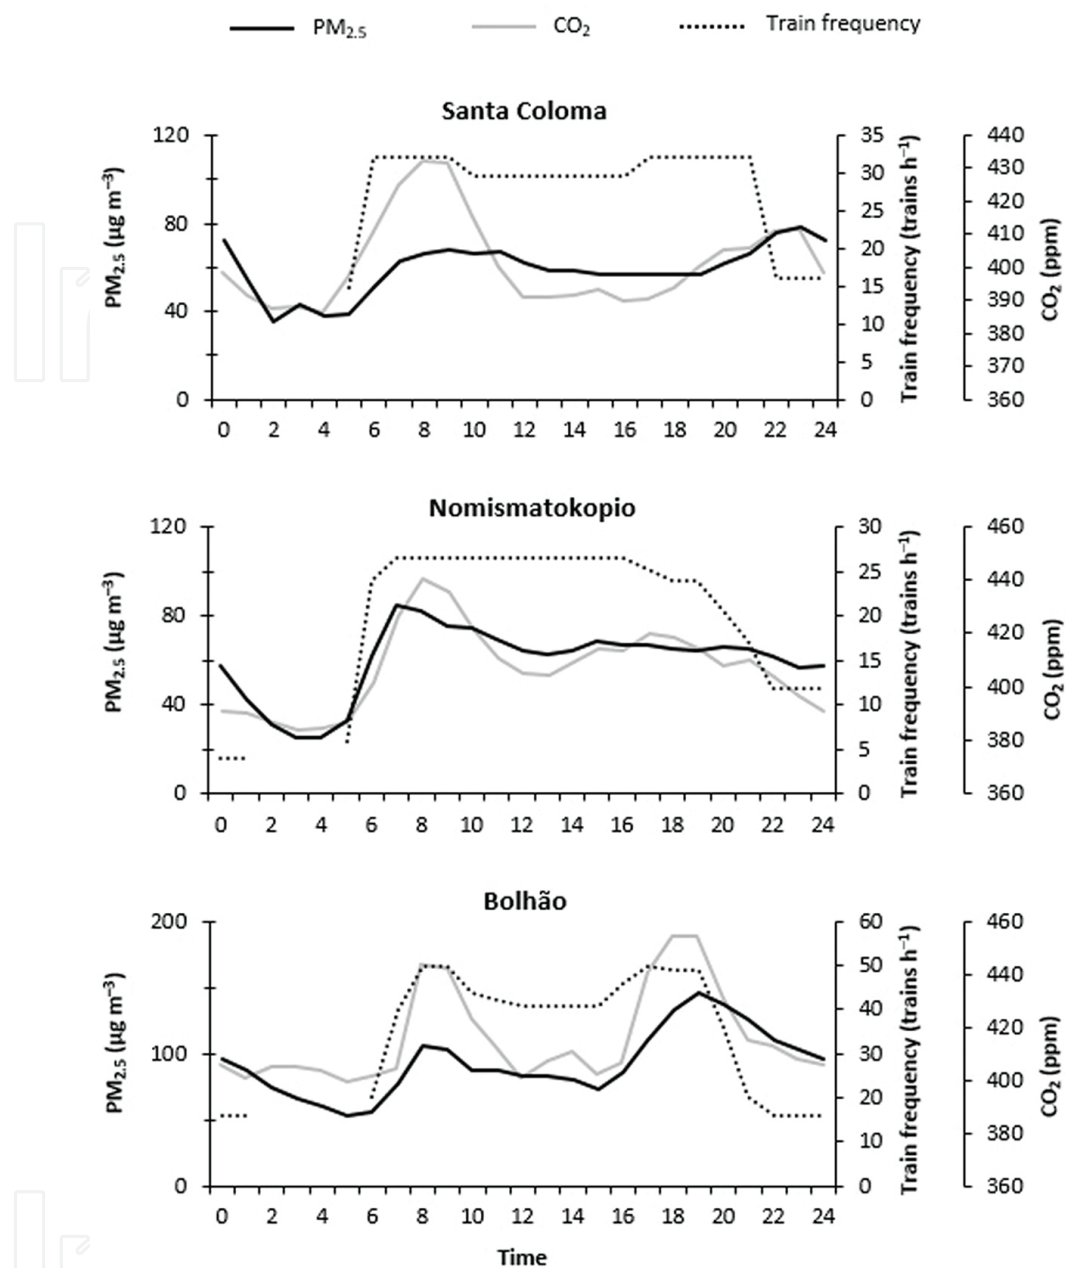 PM₂.₅ CO₂ Train frequency
Santa Coloma
120 80 40 0
PM₂.₅ (µg m⁻³)
35 30 25 20 15 10 5 0
Train frequency (trains h⁻¹)
440 430 420 410 400 390 380 370 360
CO₂ (ppm)
0 2 4 6 8 10 12 14 16 18 20 22 24
Nomismatokopio
120 80 40 0
PM₂.₅ (µg m⁻³)
30 25 20 15 10 5 0
Train frequency (trains h⁻¹)
460 440 420 400 380 360
CO₂ (ppm)
0 2 4 6 8 10 12 14 16 18 20 22 24
Bolhão
200 100 0
PM₂.₅ (µg m⁻³)
60 50 40 30 20 10 0
Train frequency (trains h⁻¹)
460 440 420 400 380 360
CO₂ (ppm)
0 2 4 6 8 10 12 14 16 18 20 22 24
Time